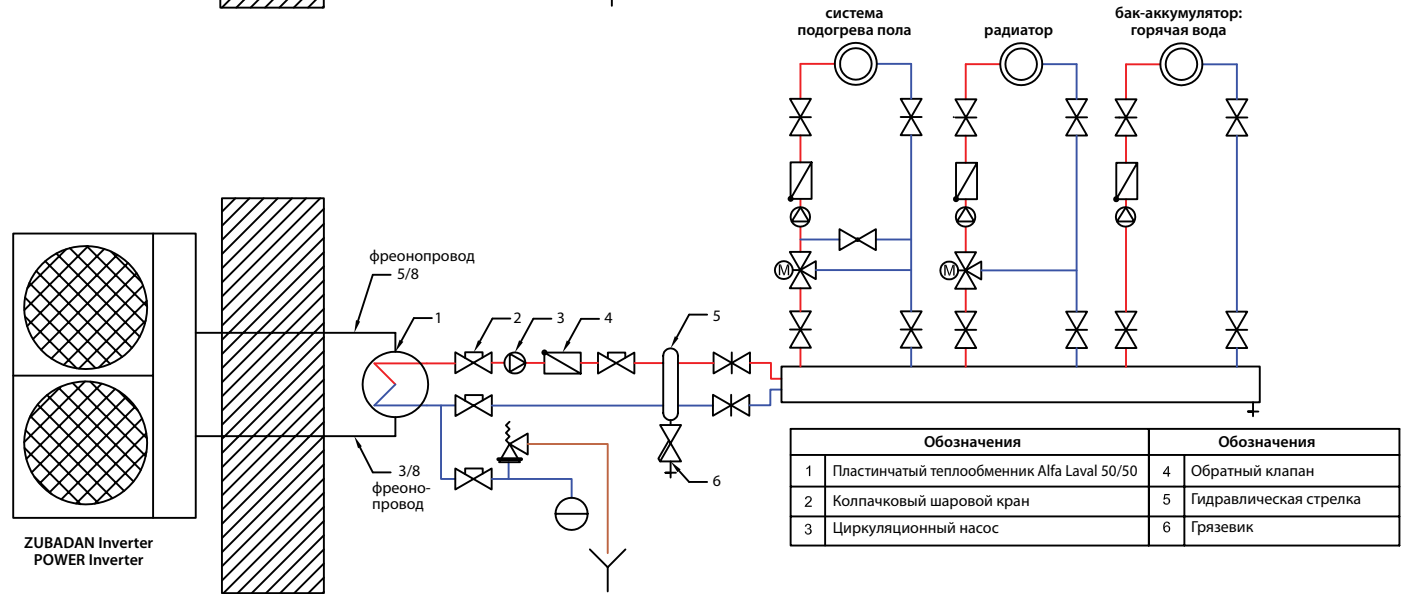 система
подогрева пола
радиатор
бак-аккумулятор:
горячая вода
фреонопровод
5/8
1
2
3
4
5
M
M
3/8
фреоно-
провод
6
ZUBADAN Inverter
POWER Inverter
Обозначения Обозначения
1 Пластинчатый теплообменник Alfa Laval 50/50 4 Обратный клапан
2 Колпачковый шаровой кран 5 Гидравлическая стрелка
3 Циркуляционный насос 6 Грязевик